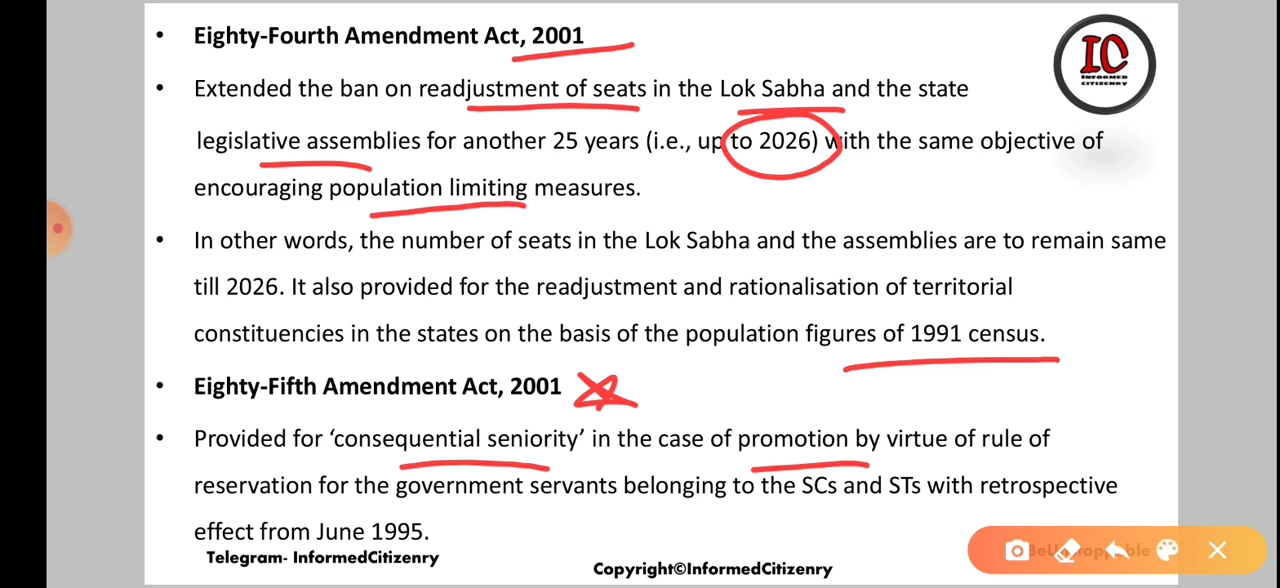 • Eighty-Fourth Amendment Act, 2001
IC
INFORMED
CITIZENRY
• Extended the ban on readjustment of seats in the Lok Sabha and the state
legislative assemblies for another 25 years (i.e., up to 2026) with the same objective of
encouraging population limiting measures.
• In other words, the number of seats in the Lok Sabha and the assemblies are to remain same
till 2026. It also provided for the readjustment and rationalisation of territorial
constituencies in the states on the basis of the population figures of 1991 census.
• Eighty-Fifth Amendment Act, 2001
• Provided for ‘consequential seniority’ in the case of promotion by virtue of rule of
reservation for the government servants belonging to the SCs and STs with retrospective
effect from June 1995.
Telegram- InformedCitizenry
Copyright©InformedCitizenry